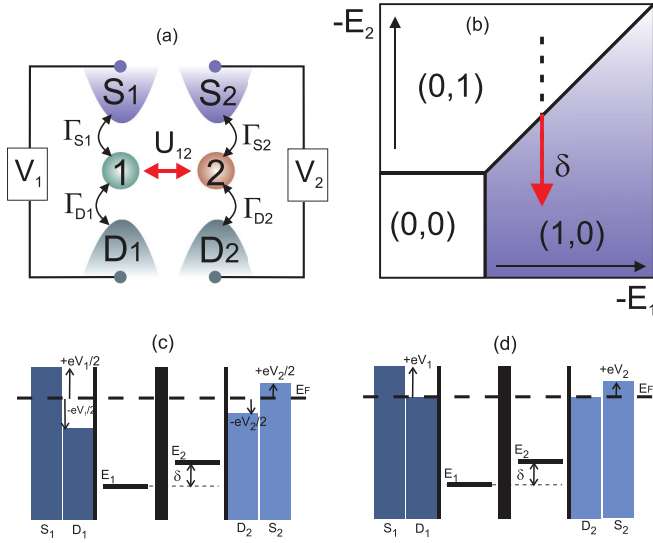 (a)
S1
S2
ΓS1
ΓS2
U12
V1
1
2
V2
ΓD1
ΓD2
D1
D2
-E2
(b)
(0,1)
δ
(0,0)
(1,0)
-E1
(c)
+eV1/2
+eV2/2
EF
-eV1/2
-eV2/2
E1
E2
δ
S1
D1
D2
S2
(d)
+eV1
+eV2
EF
E1
E2
δ
S1
D1
D2
S2